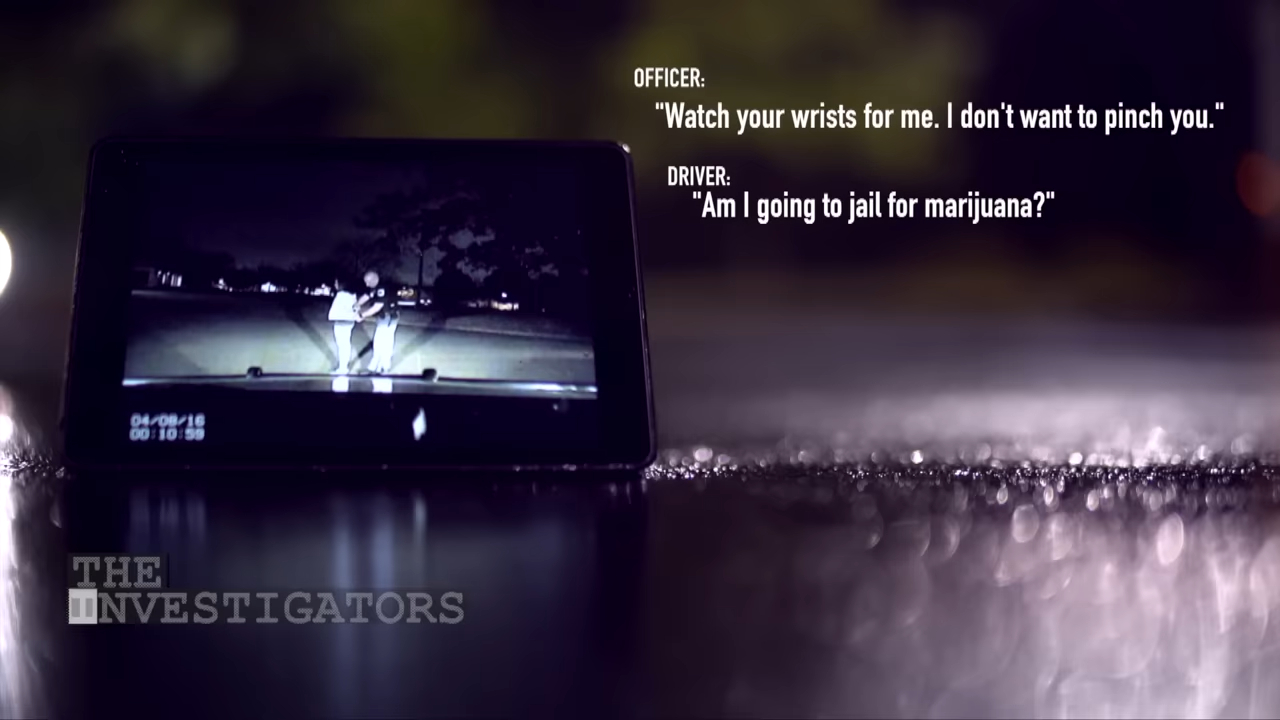 OFFICER:
"Watch your wrists for me. I don't want to pinch you."
DRIVER:
"Am I going to jail for marijuana?"
04/08/16
00:10:59
THE
INVESTIGATORS